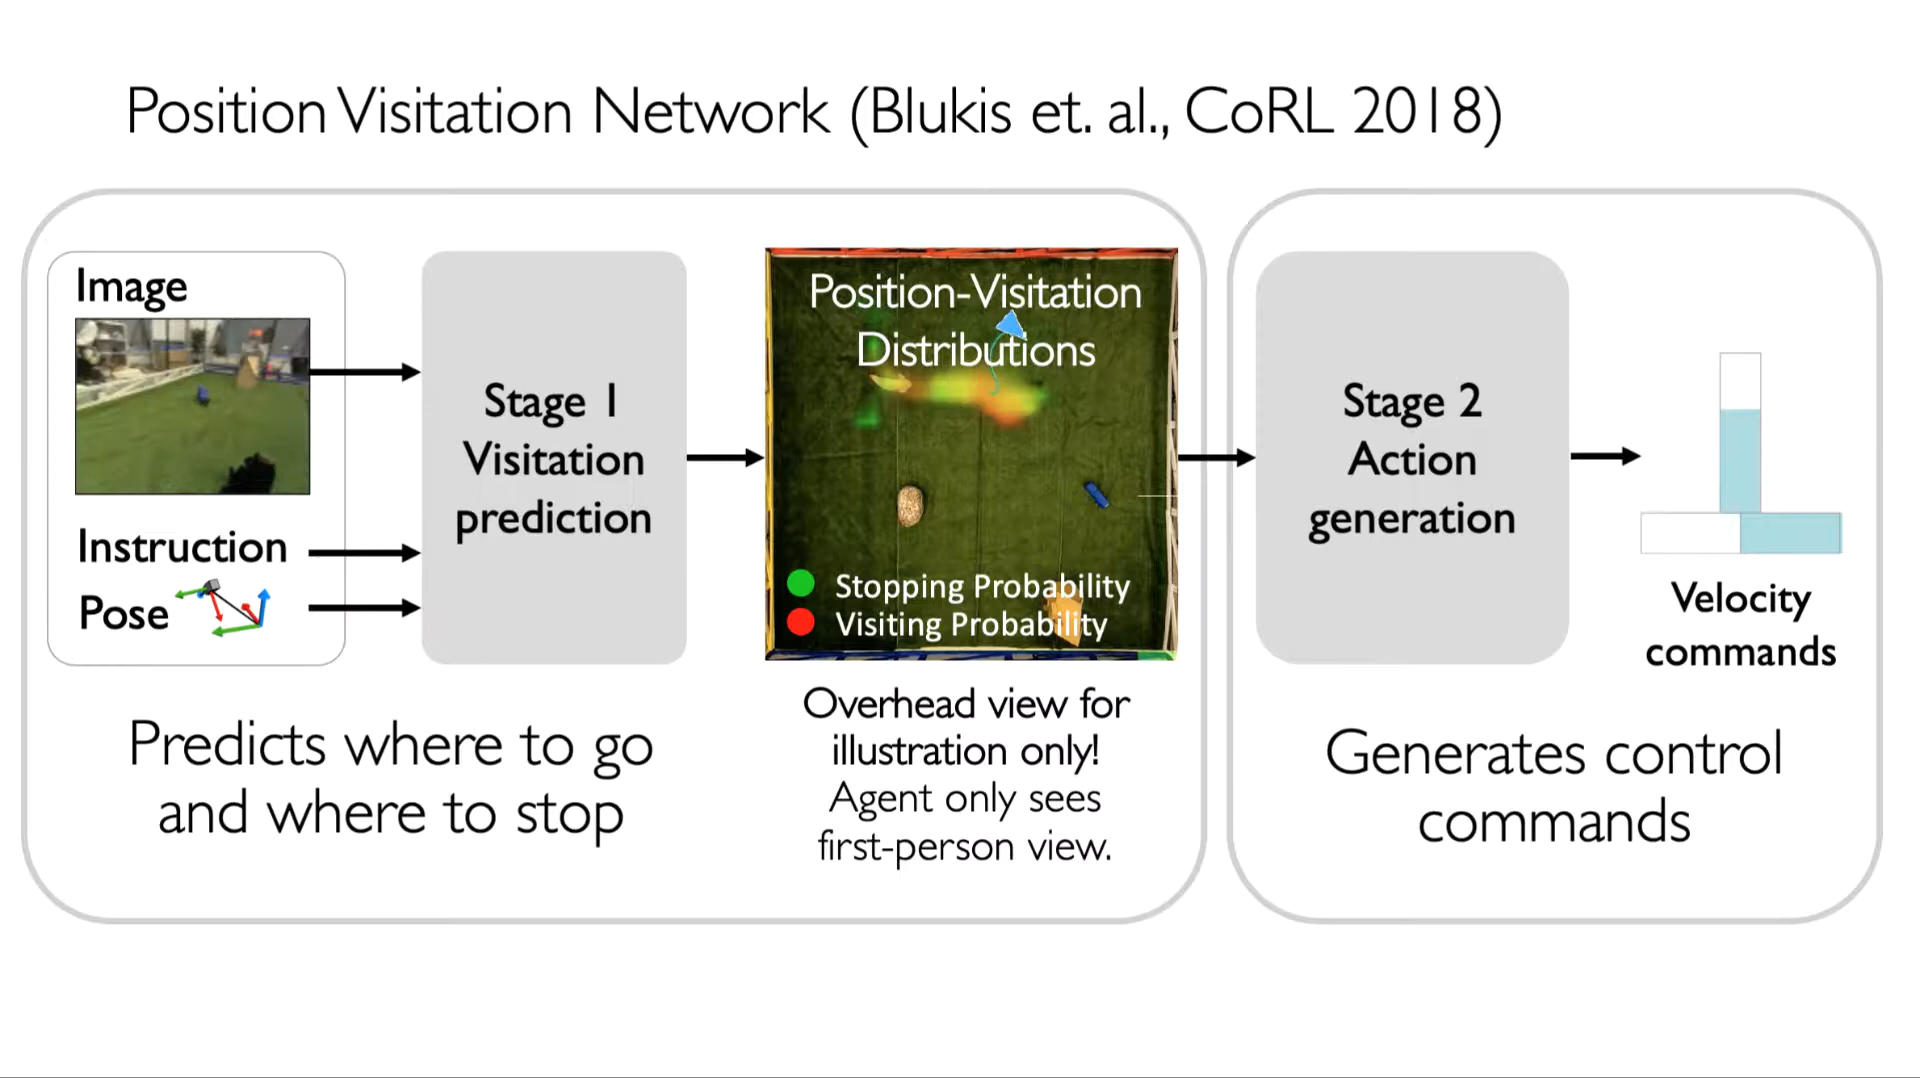 Position Visitation Network (Blukis et. al., CoRL 2018)
Image
Instruction
Pose
Stage 1
Visitation
prediction
Position-Visitation
Distributions
Stopping Probability
Visiting Probability
Stage 2
Action
generation
Velocity
commands
Predicts where to go
and where to stop
Overhead view for
illustration only!
Agent only sees
first-person view.
Generates control
commands